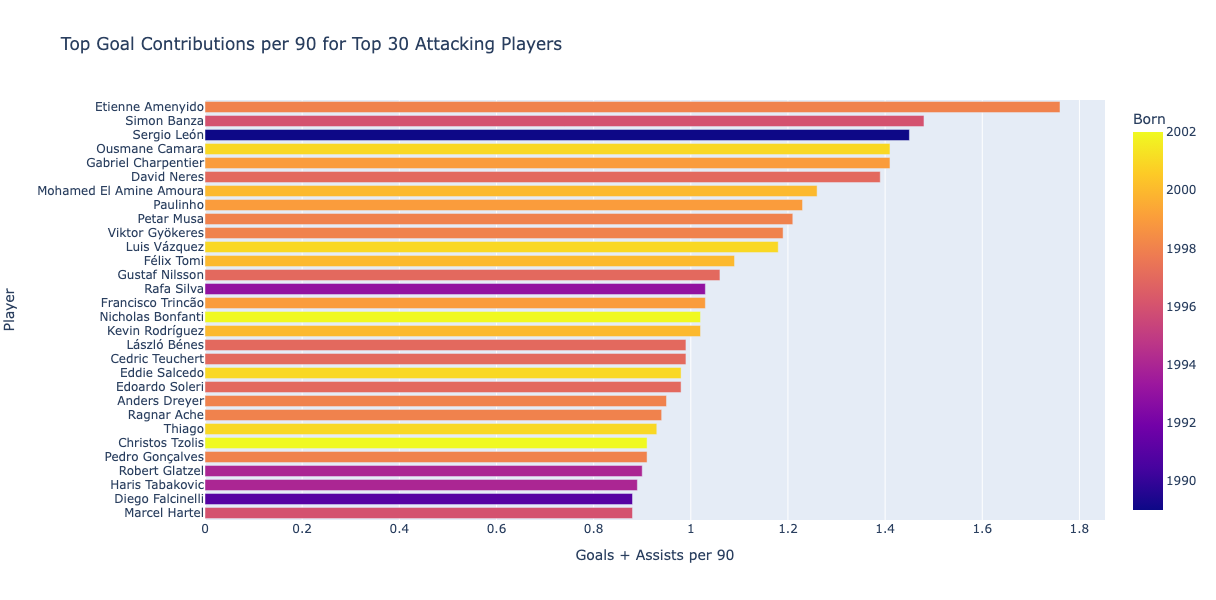 Top Goal Contributions per 90 for Top 30 Attacking Players
Etienne Amenyido
Simon Banza
Sergio León
Ousmane Camara
Gabriel Charpentier
David Neres
Mohamed El Amine Amoura
Paulinho
Petar Musa
Viktor Gyökeres
Luis Vázquez
Félix Tomi
Gustaf Nilsson
Rafa Silva
Francisco Trincão
Nicholas Bonfanti
Kevin Rodríguez
László Bénes
Cedric Teuchert
Eddie Salcedo
Edoardo Soleri
Anders Dreyer
Ragnar Ache
Thiago
Christos Tzolis
Pedro Gonçalves
Robert Glatzel
Haris Tabakovic
Diego Falcinelli
Marcel Hartel
Player
0 0.2 0.4 0.6 0.8 1 1.2 1.4 1.6 1.8
Goals + Assists per 90
Born
2002
2000
1998
1996
1994
1992
1990